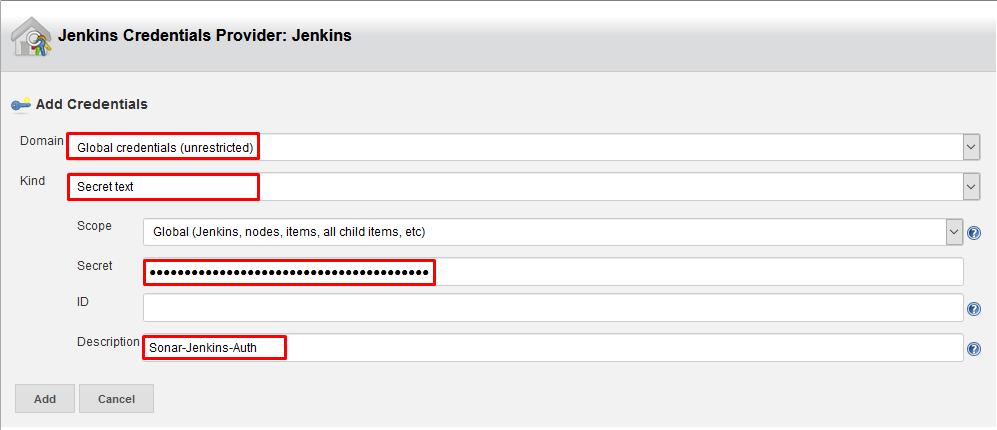 Jenkins Credentials Provider: Jenkins
Add Credentials
Domain Global credentials (unrestricted)
Kind Secret text
Scope Global (Jenkins, nodes, items, all child items, etc)
Secret ••••••••••••••••••••••••••••••••••••••••
ID
Description Sonar-Jenkins-Auth
Add Cancel